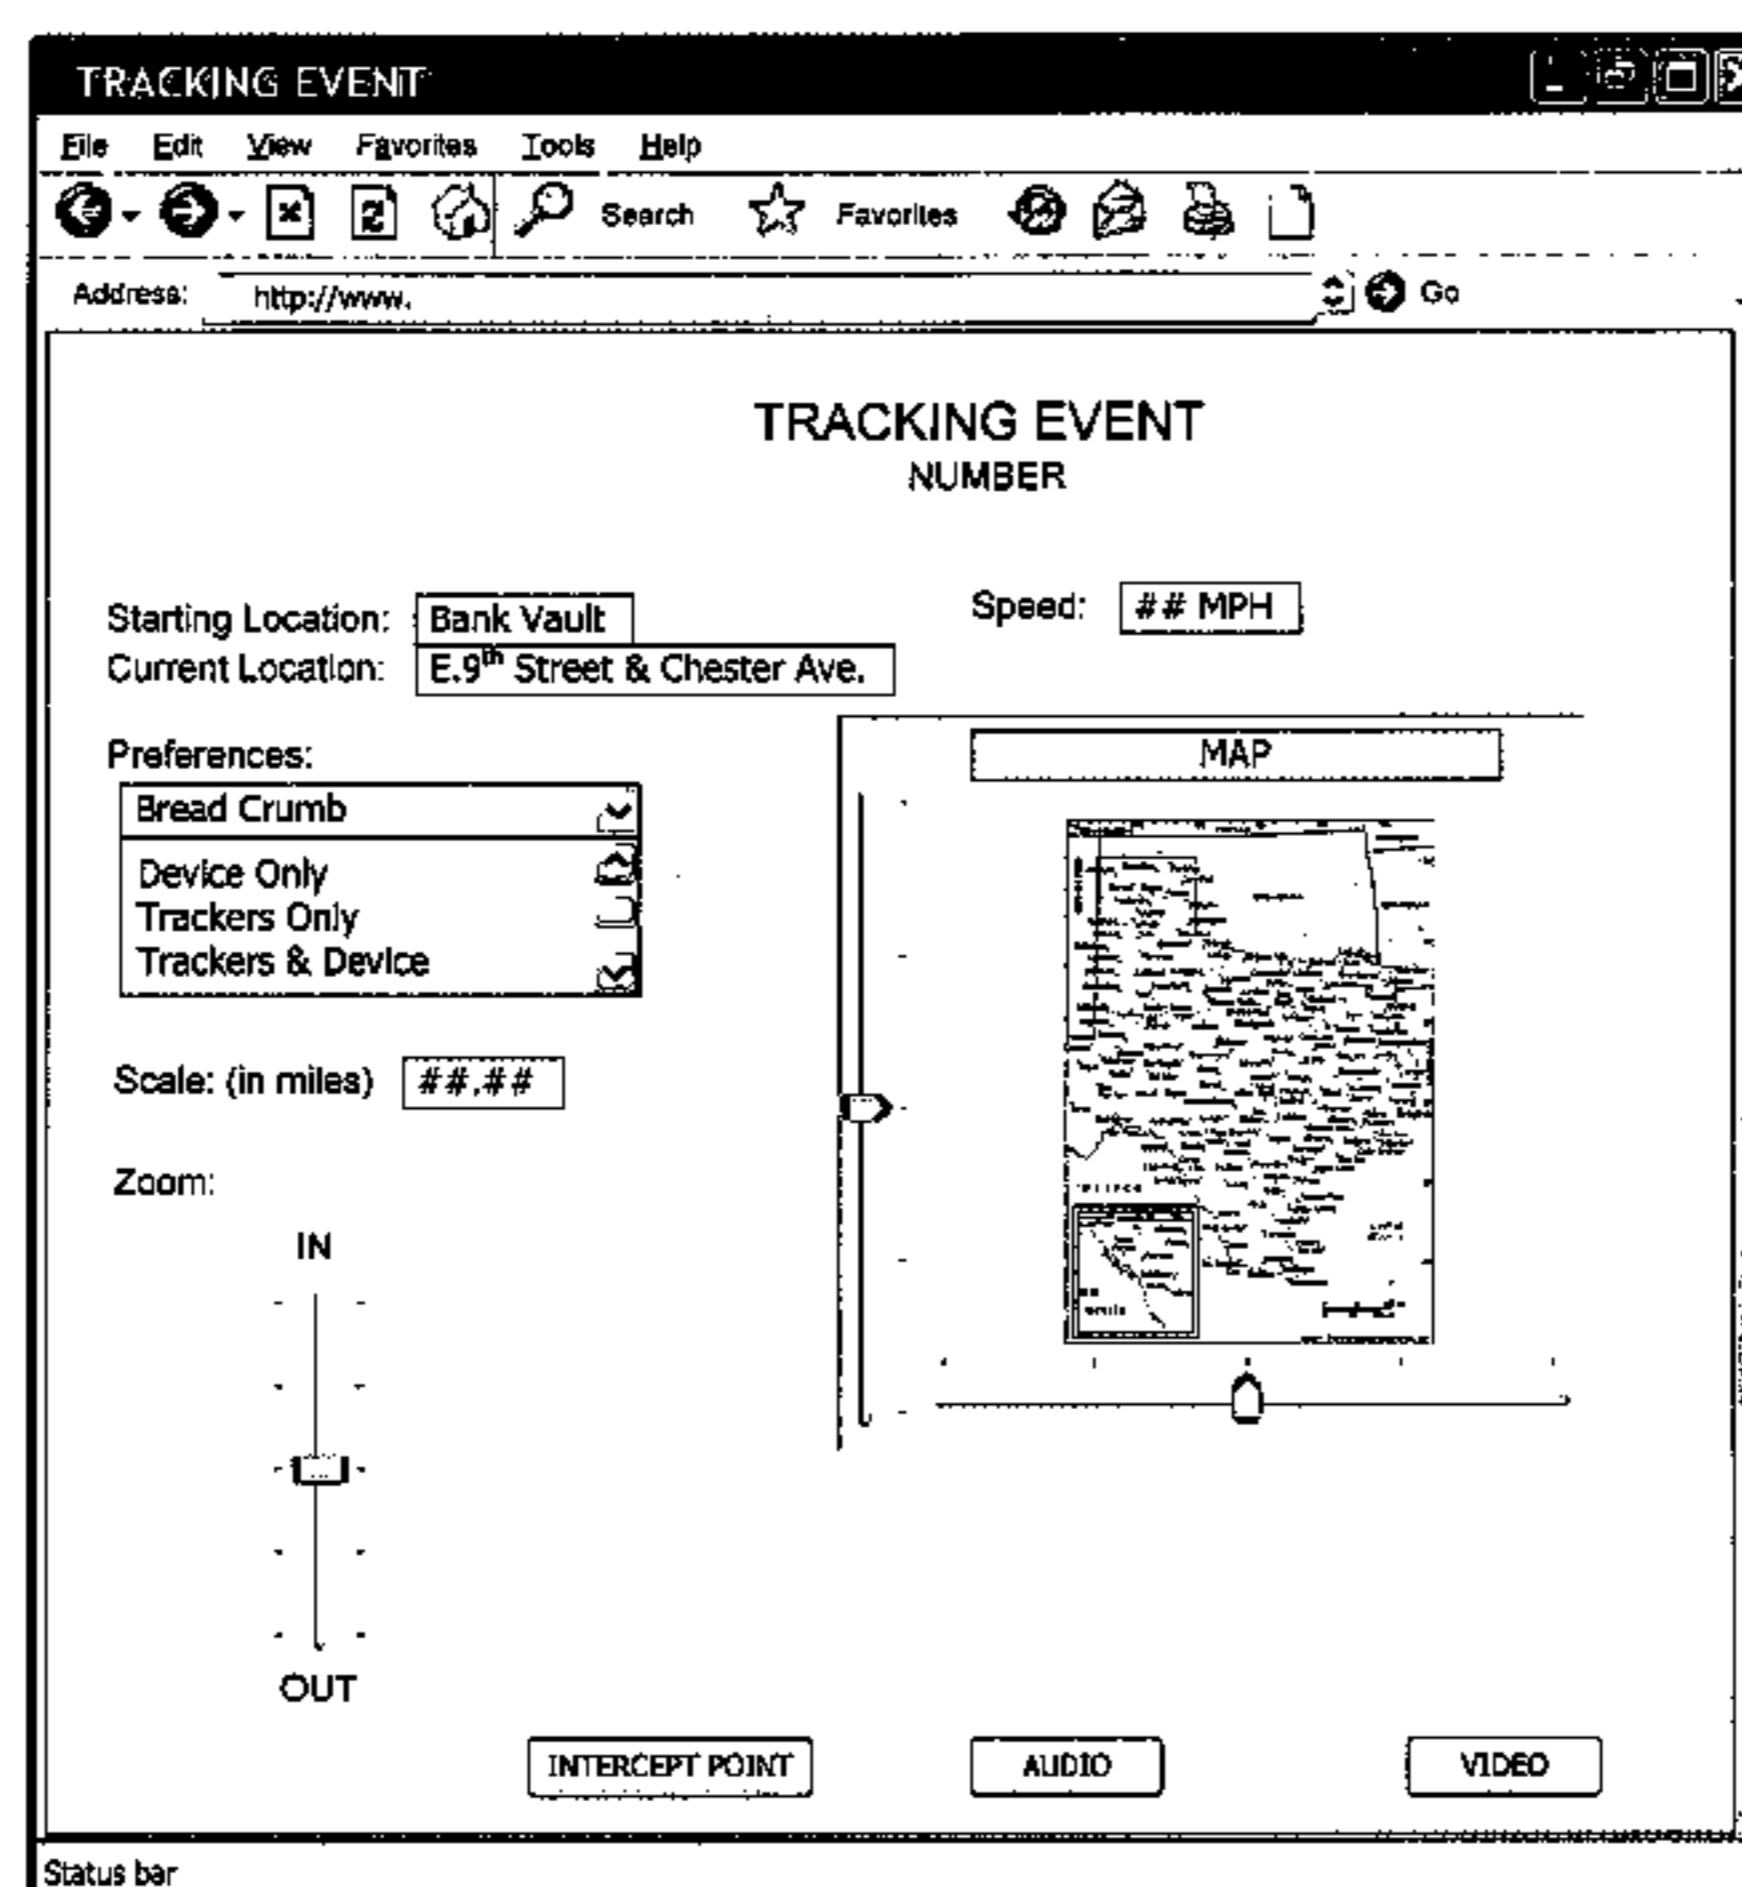 TRACKING EVENT
File Edit View Favorites Tools Help
Search Favorites
Address: http://www. Go
TRACKING EVENT
NUMBER
Starting Location: Bank Vault Speed: ## MPH
Current Location: E.9th Street & Chester Ave.
Preferences:
MAP
Bread Crumb
Device Only
Trackers Only
Trackers & Device
Scale: (in miles) ##.##
Zoom:
IN
OUT
INTERCEPT POINT AUDIO VIDEO
Status bar